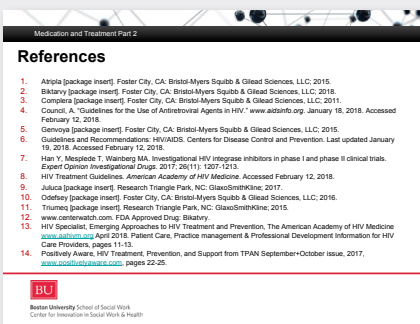 Medication and Treatment Part 2
References
1. Atripla [package insert]. Foster City, CA: Bristol-Myers Squibb & Gilead Sciences, LLC; 2015.
2. Biktarvy [package insert]. Foster City, CA: Bristol-Myers Squibb & Gilead Sciences, LLC; 2018.
3. Complera [package insert]. Foster City, CA: Bristol-Myers Squibb & Gilead Sciences, LLC; 2011.
4. Council, A. "Guidelines for the Use of Antiretroviral Agents in HIV." www.aidsinfo. January 18, 2018. Accessed
February 12, 2018.
5. Genvoya [package insert]. Foster City, CA: Bristol-Myers Squibb & Gilead Sciences, LLC; 2015.
6. Guidelines and Recommendations: HIV/AIDS. Centers for Disease Control and Prevention. Last updated January
19, 2018. Accessed February 12, 2018.
7. Han Y, Mesplede T, Wainberg MA. Investigational HIV integrase inhibitors in phase I and phase II clinical trials.
Expert Opinion Investigational Drugs. 2017; 26(11): 1207-1213.
8. HIV Treatment Guidelines. American Academy of HIV Medicine. Accessed February 12, 2018.
9. Juluca [package insert]. Research Triangle Park, NC: GlaxoSmithKline; 2017.
10. Odefsey [package insert]. Foster City, CA: Bristol-Myers Squibb & Gilead Sciences, LLC; 2016.
11. Triumeq [package insert]. Research Triangle Park, NC: GlaxoSmithKline; 2015.
12. www.centerwatch.com. FDA Approved Drug: Bikatvry.
13. HIV Specialist, Emerging Approaches to HIV Treatment and Prevention, The American Academy of HIV Medicine
www.aahivm.org April 2018. Patient Care, Practice management & Professional Development Information for HIV
Care Providers, pages 11-13.
14. Positively Aware, HIV Treatment, Prevention, and Support from TPAN September+October issue, 2017,
www.positivelyaware.com, pages 22-25.
BU
Boston University School of Social Work
Center for Innovation in Social Work & Health